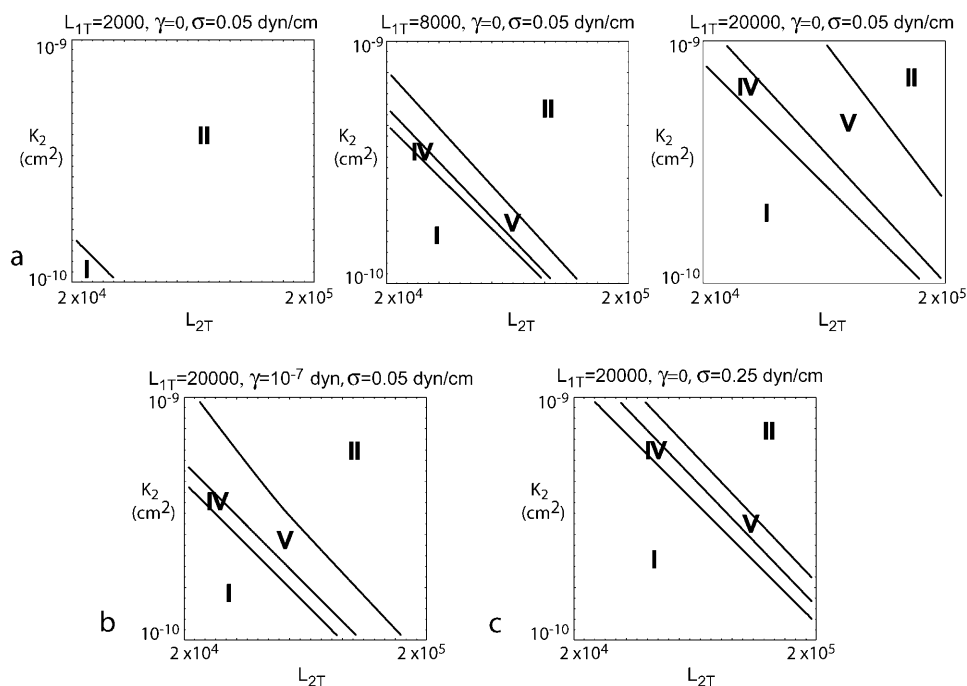 L₁T=2000, γ=0, σ=0.05 dyn/cm
10⁻⁹
K₂
(cm²)
II
I
10⁻¹⁰
2 x10⁴
2 x10⁵
L₂T
a
L₁T=8000, γ=0, σ=0.05 dyn/cm
10⁻⁹
K₂
(cm²)
II
IV
V
I
10⁻¹⁰
2 x10⁴
2 x10⁵
L₂T
L₁T=20000, γ=0, σ=0.05 dyn/cm
10⁻⁹
K₂
(cm²)
II
IV
V
I
10⁻¹⁰
2 x10⁴
2 x10⁵
L₂T
L₁T=20000, γ=10⁻⁷ dyn, σ=0.05 dyn/cm
10⁻⁹
K₂
(cm²)
II
IV
V
I
10⁻¹⁰
2 x10⁴
2 x10⁵
L₂T
b
L₁T=20000, γ=0, σ=0.25 dyn/cm
10⁻⁹
K₂
(cm²)
II
IV
V
I
10⁻¹⁰
2 x10⁴
2 x10⁵
L₂T
c